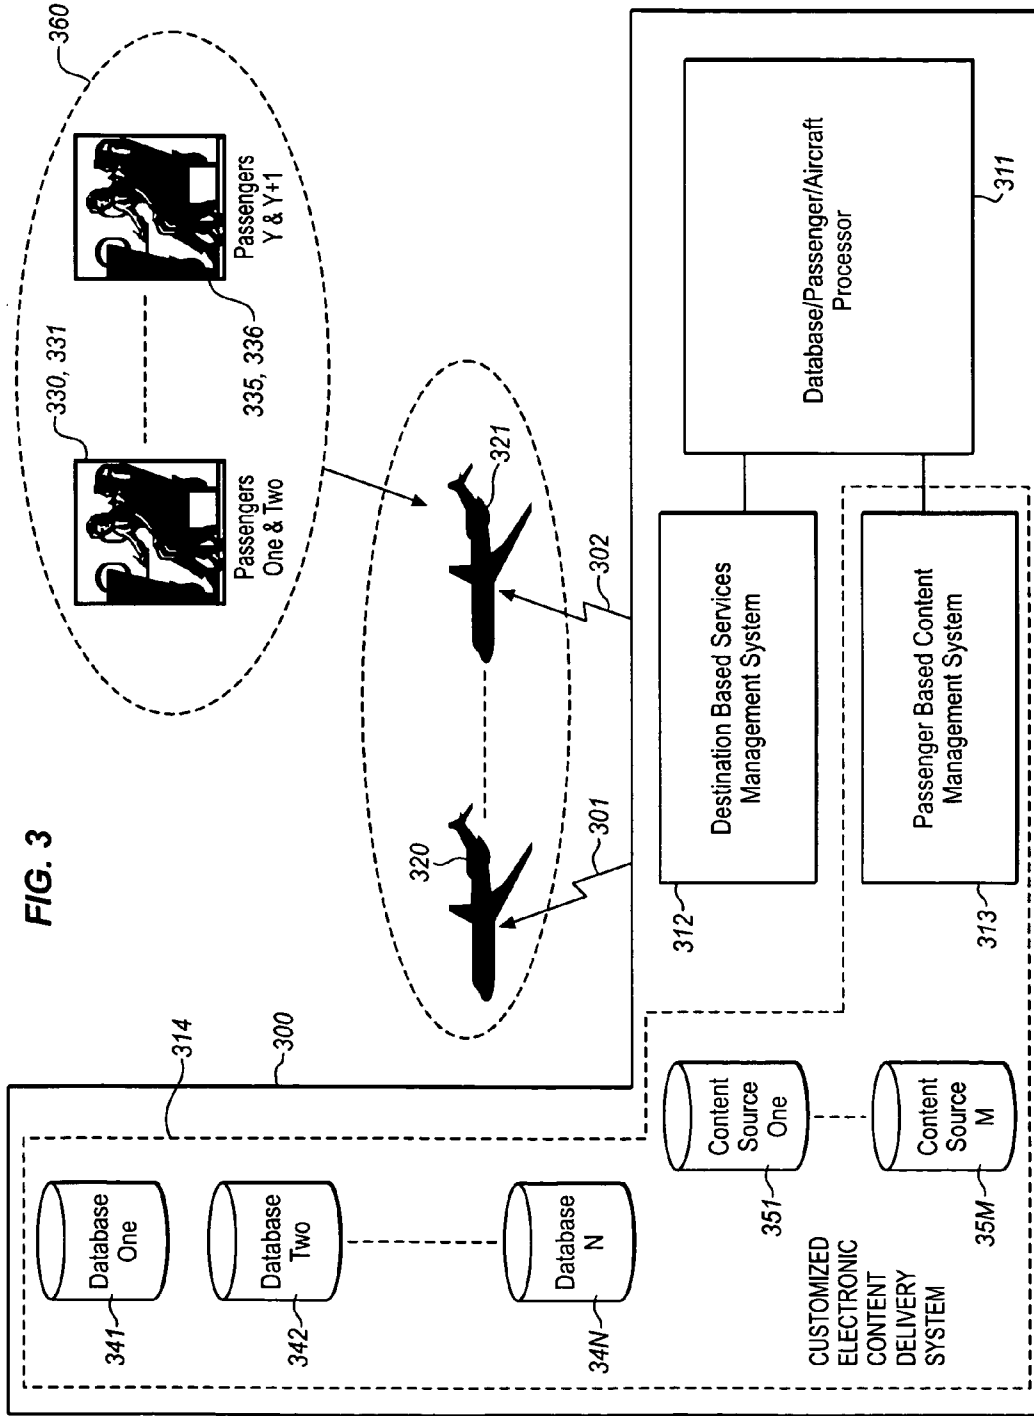 FIG. 3
360
330, 331
Passengers
One & Two
335, 336
Passengers
Y & Y+1
320
321
301
302
314
300
341
Database
One
342
Database
Two
34N
Database
N
351
Content
Source
One
35M
Content
Source
M
CUSTOMIZED
ELECTRONIC
CONTENT
DELIVERY
SYSTEM
312
Destination Based Services
Management System
313
Passenger Based Content
Management System
Database/Passenger/Aircraft
Processor
311